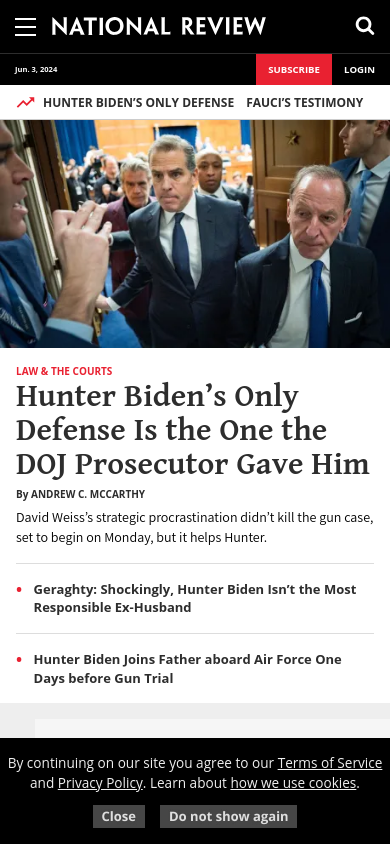 NATIONAL REVIEW
Jun. 3, 2024
SUBSCRIBE
LOGIN
HUNTER BIDEN’S ONLY DEFENSE
FAUCI’S TESTIMONY
LAW & THE COURTS
Hunter Biden’s Only
Defense Is the One the
DOJ Prosecutor Gave Him
By ANDREW C. MCCARTHY
David Weiss’s strategic procrastination didn’t kill the gun case,
set to begin on Monday, but it helps Hunter.
• Geraghty: Shockingly, Hunter Biden Isn’t the Most
Responsible Ex-Husband
• Hunter Biden Joins Father aboard Air Force One
Days before Gun Trial
By continuing on our site you agree to our Terms of Service
and Privacy Policy. Learn about how we use cookies.
Close
Do not show again